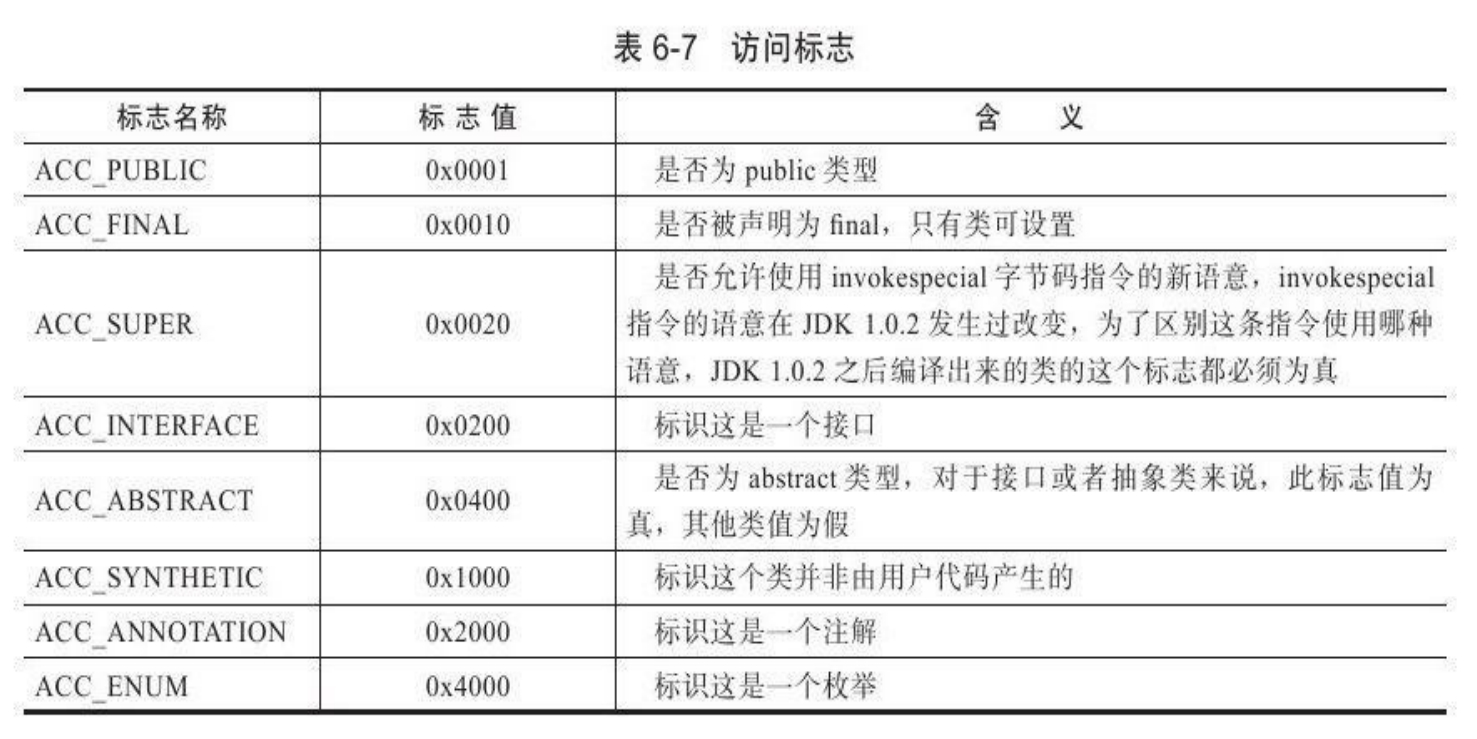 表 6-7 访问标志
标志名称 标 志 值 含 义
ACC_PUBLIC 0x0001 是否为 public 类型
ACC_FINAL 0x0010 是否被声明为 final，只有类可设置
ACC_SUPER 0x0020 是否允许使用 invokespecial 字节码指令的新语意，invokespecial
指令的语意在 JDK 1.0.2 发生过改变，为了区别这条指令使用哪种
语意，JDK 1.0.2 之后编译出来的类的这个标志都必须为真
ACC_INTERFACE 0x0200 标识这是一个接口
ACC_ABSTRACT 0x0400 是否为 abstract 类型，对于接口或者抽象类来说，此标志值为
真，其他类值为假
ACC_SYNTHETIC 0x1000 标识这个类并非由用户代码产生的
ACC_ANNOTATION 0x2000 标识这是一个注解
ACC_ENUM 0x4000 标识这是一个枚举